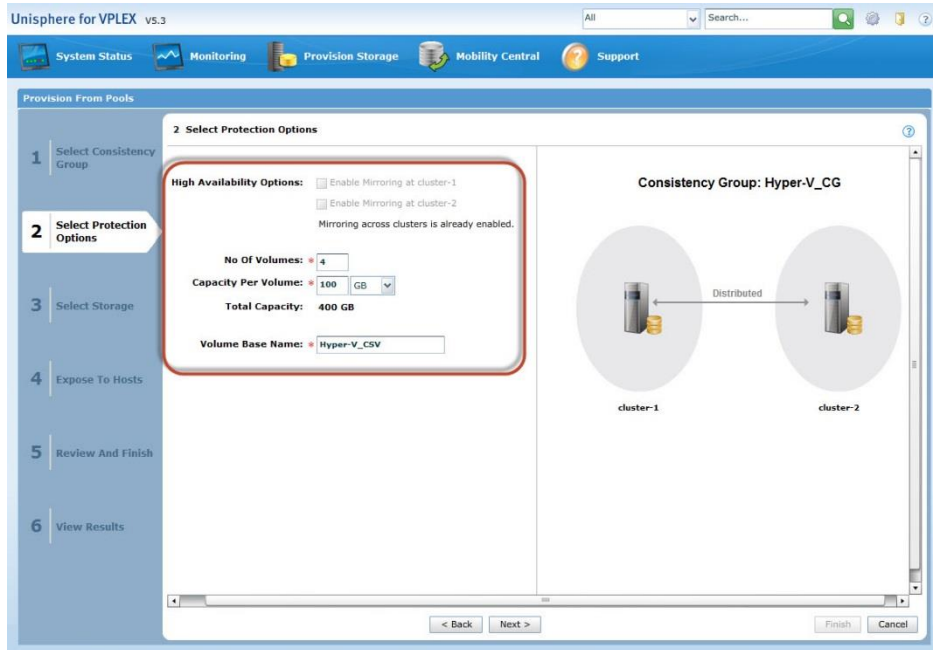 Unisphere for VPLEX V5.3
All
Search...
?
System Status
Monitoring
Provision Storage
Mobility Central
? Support
Provision From Pools
1 Select Consistency
Group
2 Select Protection
Options
3 Select Storage
4 Expose To Hosts
5 Review And Finish
6 View Results
2 Select Protection Options
?
High Availability Options: Enable Mirroring at cluster-1
Enable Mirroring at cluster-2
Mirroring across clusters is already enabled.
No Of Volumes: * 4
Capacity Per Volume: * 100 GB
Total Capacity: 400 GB
Volume Base Name: * Hyper-V_CSV
Consistency Group: Hyper-V_CG
Distributed
cluster-1
cluster-2
< Back
Next >
Finish
Cancel